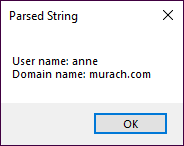 Parsed String
User name: anne
Domain name: murach.com
OK